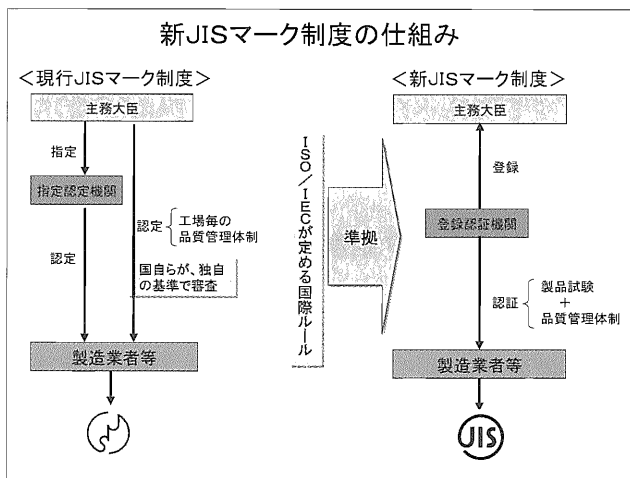 新JISマーク制度の仕組み
＜現行JISマーク制度＞
主務大臣
指定
指定認定機関
認定
認定
工場毎の
品質管理体制
国自らが、独自
の基準で審査
製造業者等
ISO／IECが定める国際ルール
準拠
＜新JISマーク制度＞
主務大臣
登録
登録認証機関
認証
製品試験
＋
品質管理体制
製造業者等
JIS